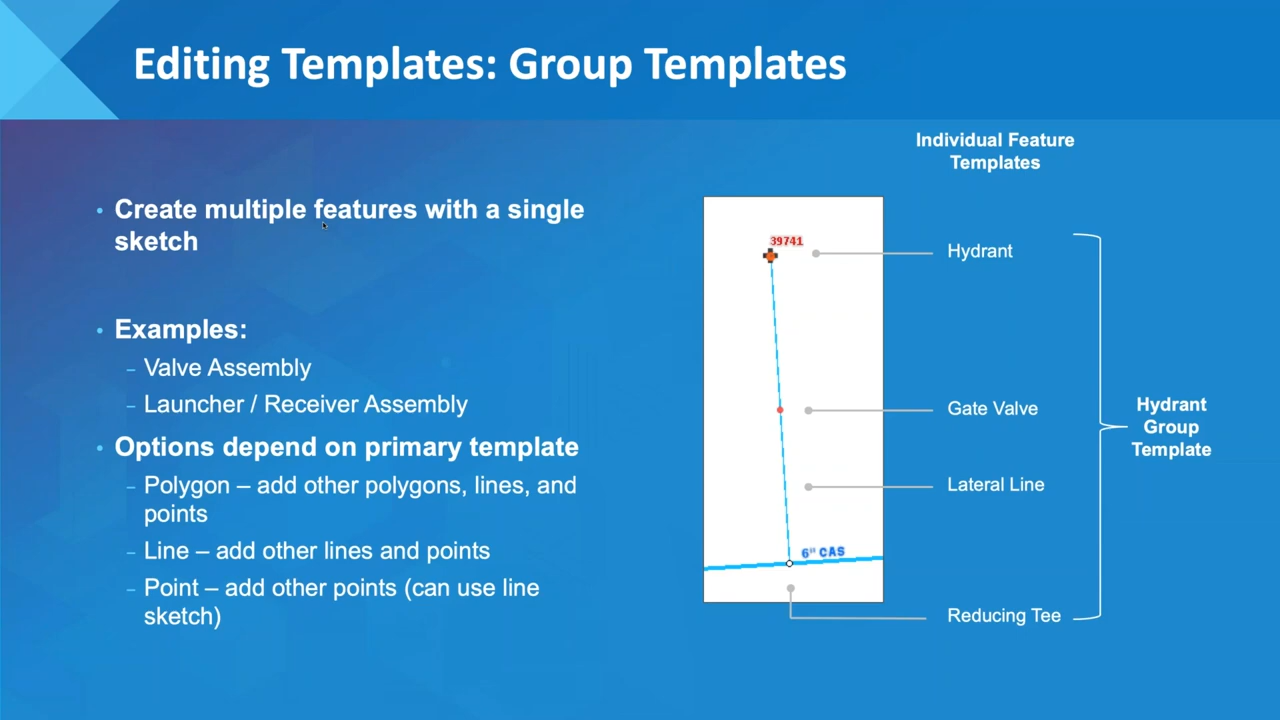 Editing Templates: Group Templates
Individual Feature
Templates
• Create multiple features with a single
sketch
• Examples:
– Valve Assembly
– Launcher / Receiver Assembly
• Options depend on primary template
– Polygon – add other polygons, lines, and
points
– Line – add other lines and points
– Point – add other points (can use line
sketch)
39741
6" CAS
Hydrant
Gate Valve
Lateral Line
Reducing Tee
Hydrant
Group
Template